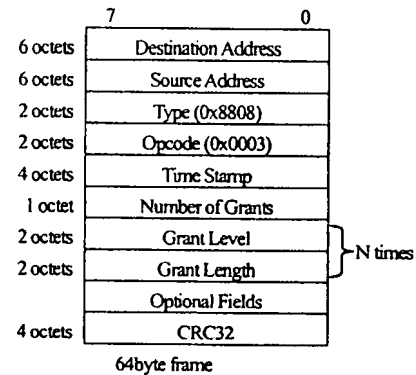 7 0
6 octets Destination Address
6 octets Source Address
2 octets Type (0x8808)
2 octets Opcode (0x0003)
4 octets Time Stamp
1 octet Number of Grants
2 octets Grant Level
N times
2 octets Grant Length
Optional Fields
4 octets CRC32
64byte frame